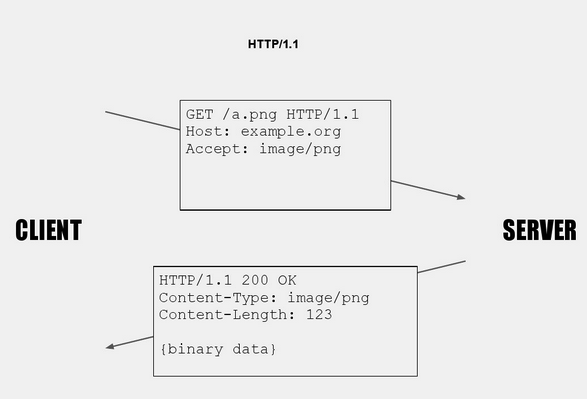 HTTP/1.1
GET /a.png HTTP/1.1
Host: example.org
Accept: image/png
CLIENT
SERVER
HTTP/1.1 200 OK
Content-Type: image/png
Content-Length: 123
{binary data}